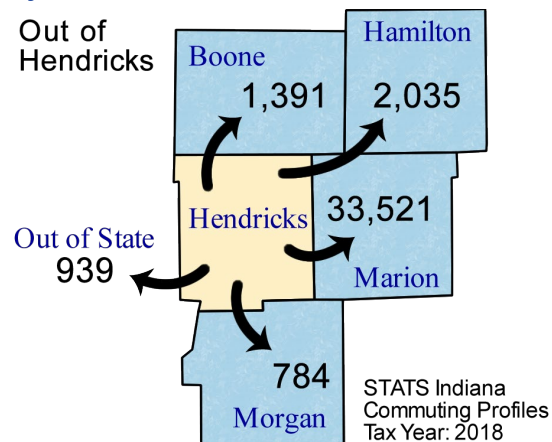 Out of
Hendricks
Boone
1,391
Hamilton
2,035
Hendricks
33,521
Marion
Out of State
939
784
Morgan
STATS Indiana
Commuting Profiles
Tax Year: 2018